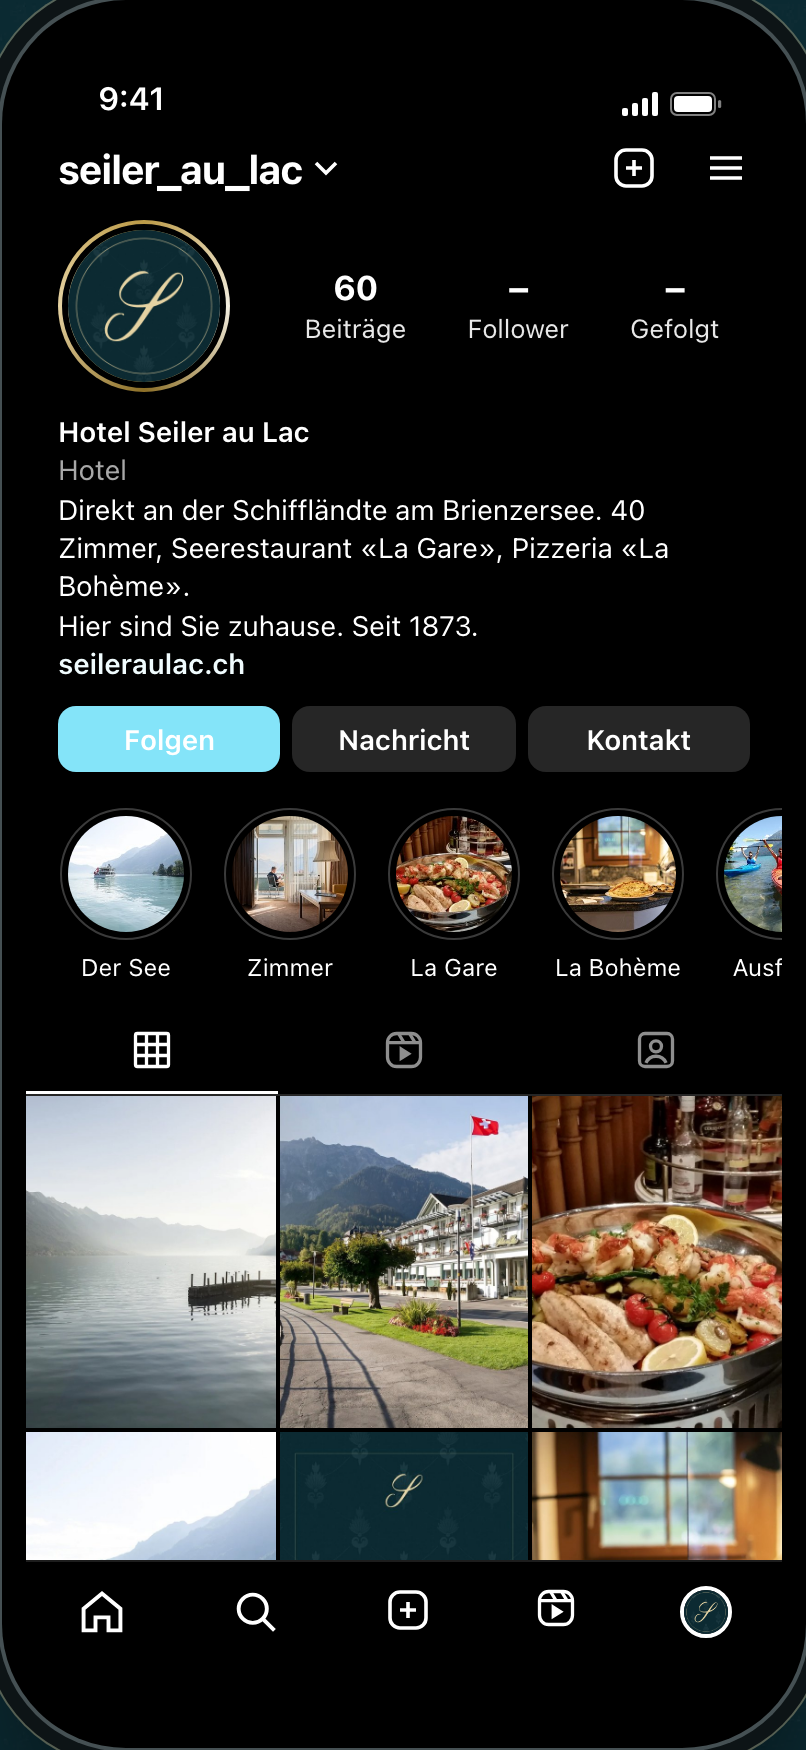 9:41
seiler_au_lac
60
–
–
Beiträge
Follower
Gefolgt
Hotel Seiler au Lac
Hotel
Direkt an der Schiffländte am Brienzersee. 40
Zimmer, Seerestaurant «La Gare», Pizzeria «La
Bohème».
Hier sind Sie zuhause. Seit 1873.
seileraulac.ch
Folgen
Nachricht
Kontakt
Der See
Zimmer
La Gare
La Bohème
Ausf